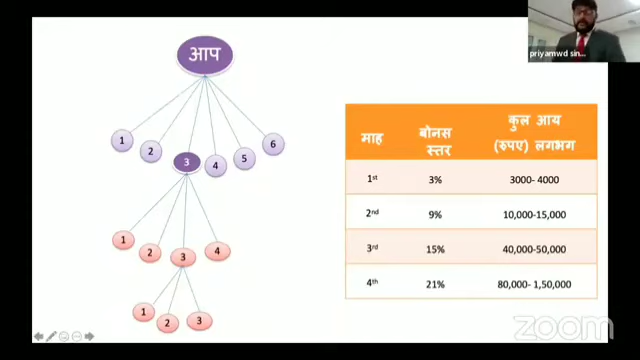 आप
1
2
3
4
5
6
1
2
3
4
1
2
3
माह
बोनस
स्तर
कुल आय
(रुपए) लगभग
1st
3%
3000- 4000
2nd
9%
10,000-15,000
3rd
15%
40,000-50,000
4th
21%
80,000- 1,50,000
priyamwd sin...
zoom